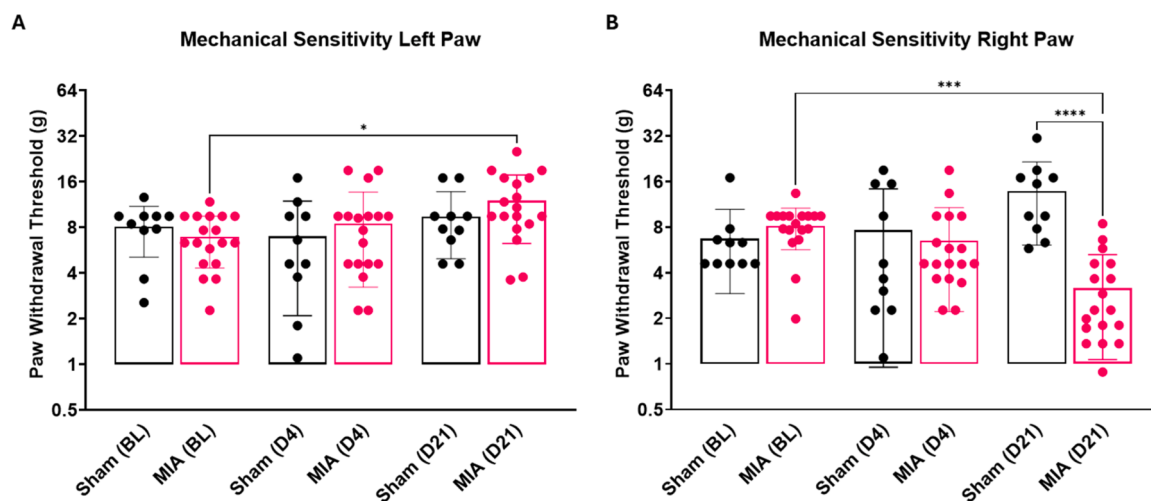 A
Mechanical Sensitivity Left Paw
Paw Withdrawal Threshold (g)
64
32
16
8
4
2
1
0.5
*
Sham (BL)
MIA (BL)
Sham (D4)
MIA (D4)
Sham (D21)
MIA (D21)
B
Mechanical Sensitivity Right Paw
Paw Withdrawal Threshold (g)
64
32
16
8
4
2
1
0.5
***
****
Sham (BL)
MIA (BL)
Sham (D4)
MIA (D4)
Sham (D21)
MIA (D21)